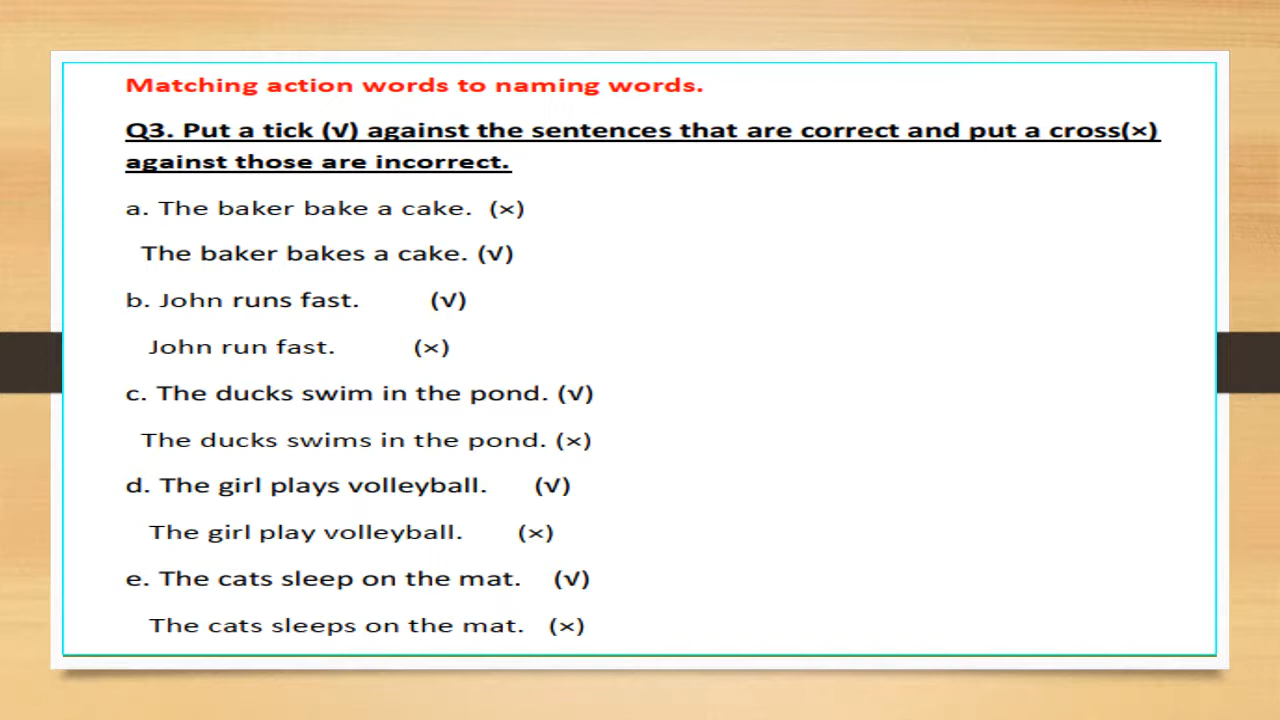 Matching action words to naming words.
Q3. Put a tick (√) against the sentences that are correct and put a cross(×)
against those are incorrect.
a. The baker bake a cake. (×)
The baker bakes a cake. (√)
b. John runs fast. (√)
John run fast. (×)
c. The ducks swim in the pond. (√)
The ducks swims in the pond. (×)
d. The girl plays volleyball. (√)
The girl play volleyball. (×)
e. The cats sleep on the mat. (√)
The cats sleeps on the mat. (×)